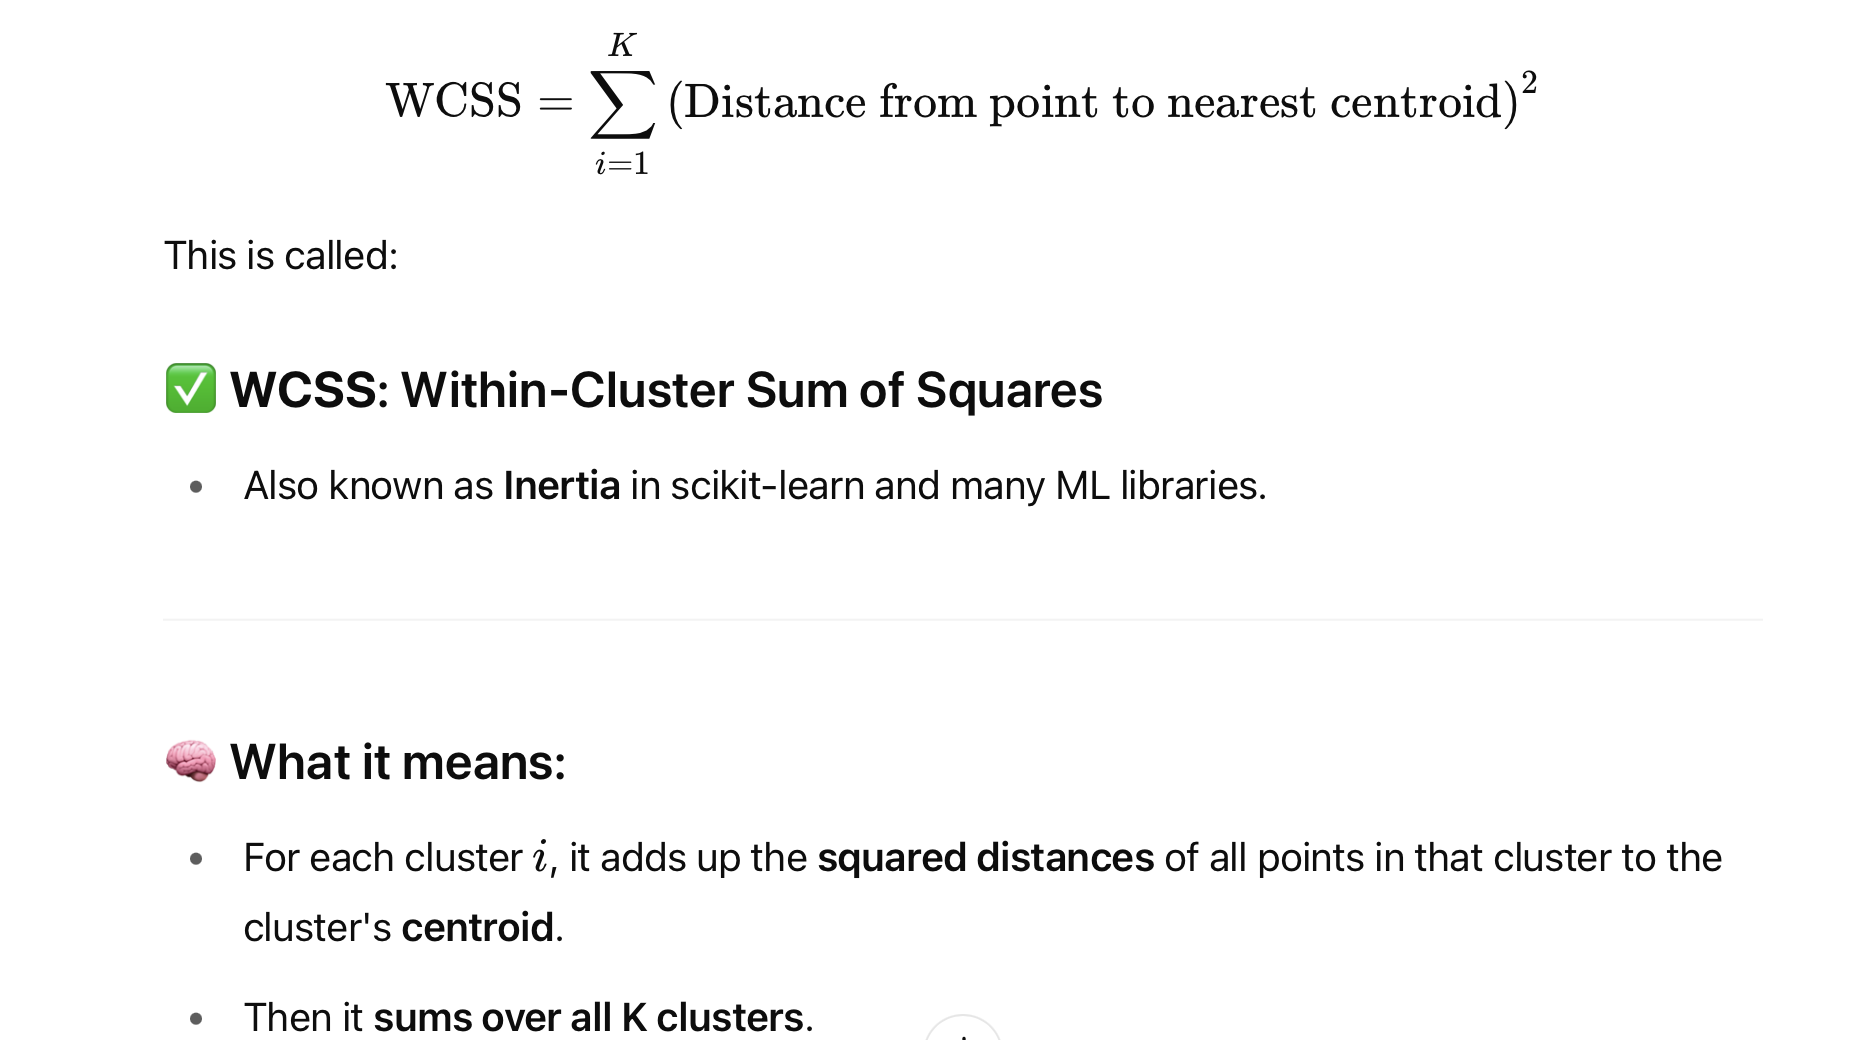 WCSS = \sum_{i=1}^{K} (Distance from point to nearest centroid)^2
This is called:
✅ WCSS: Within-Cluster Sum of Squares
• Also known as Inertia in scikit-learn and many ML libraries.
🧠 What it means:
• For each cluster i, it adds up the squared distances of all points in that cluster to the
cluster's centroid.
• Then it sums over all K clusters.